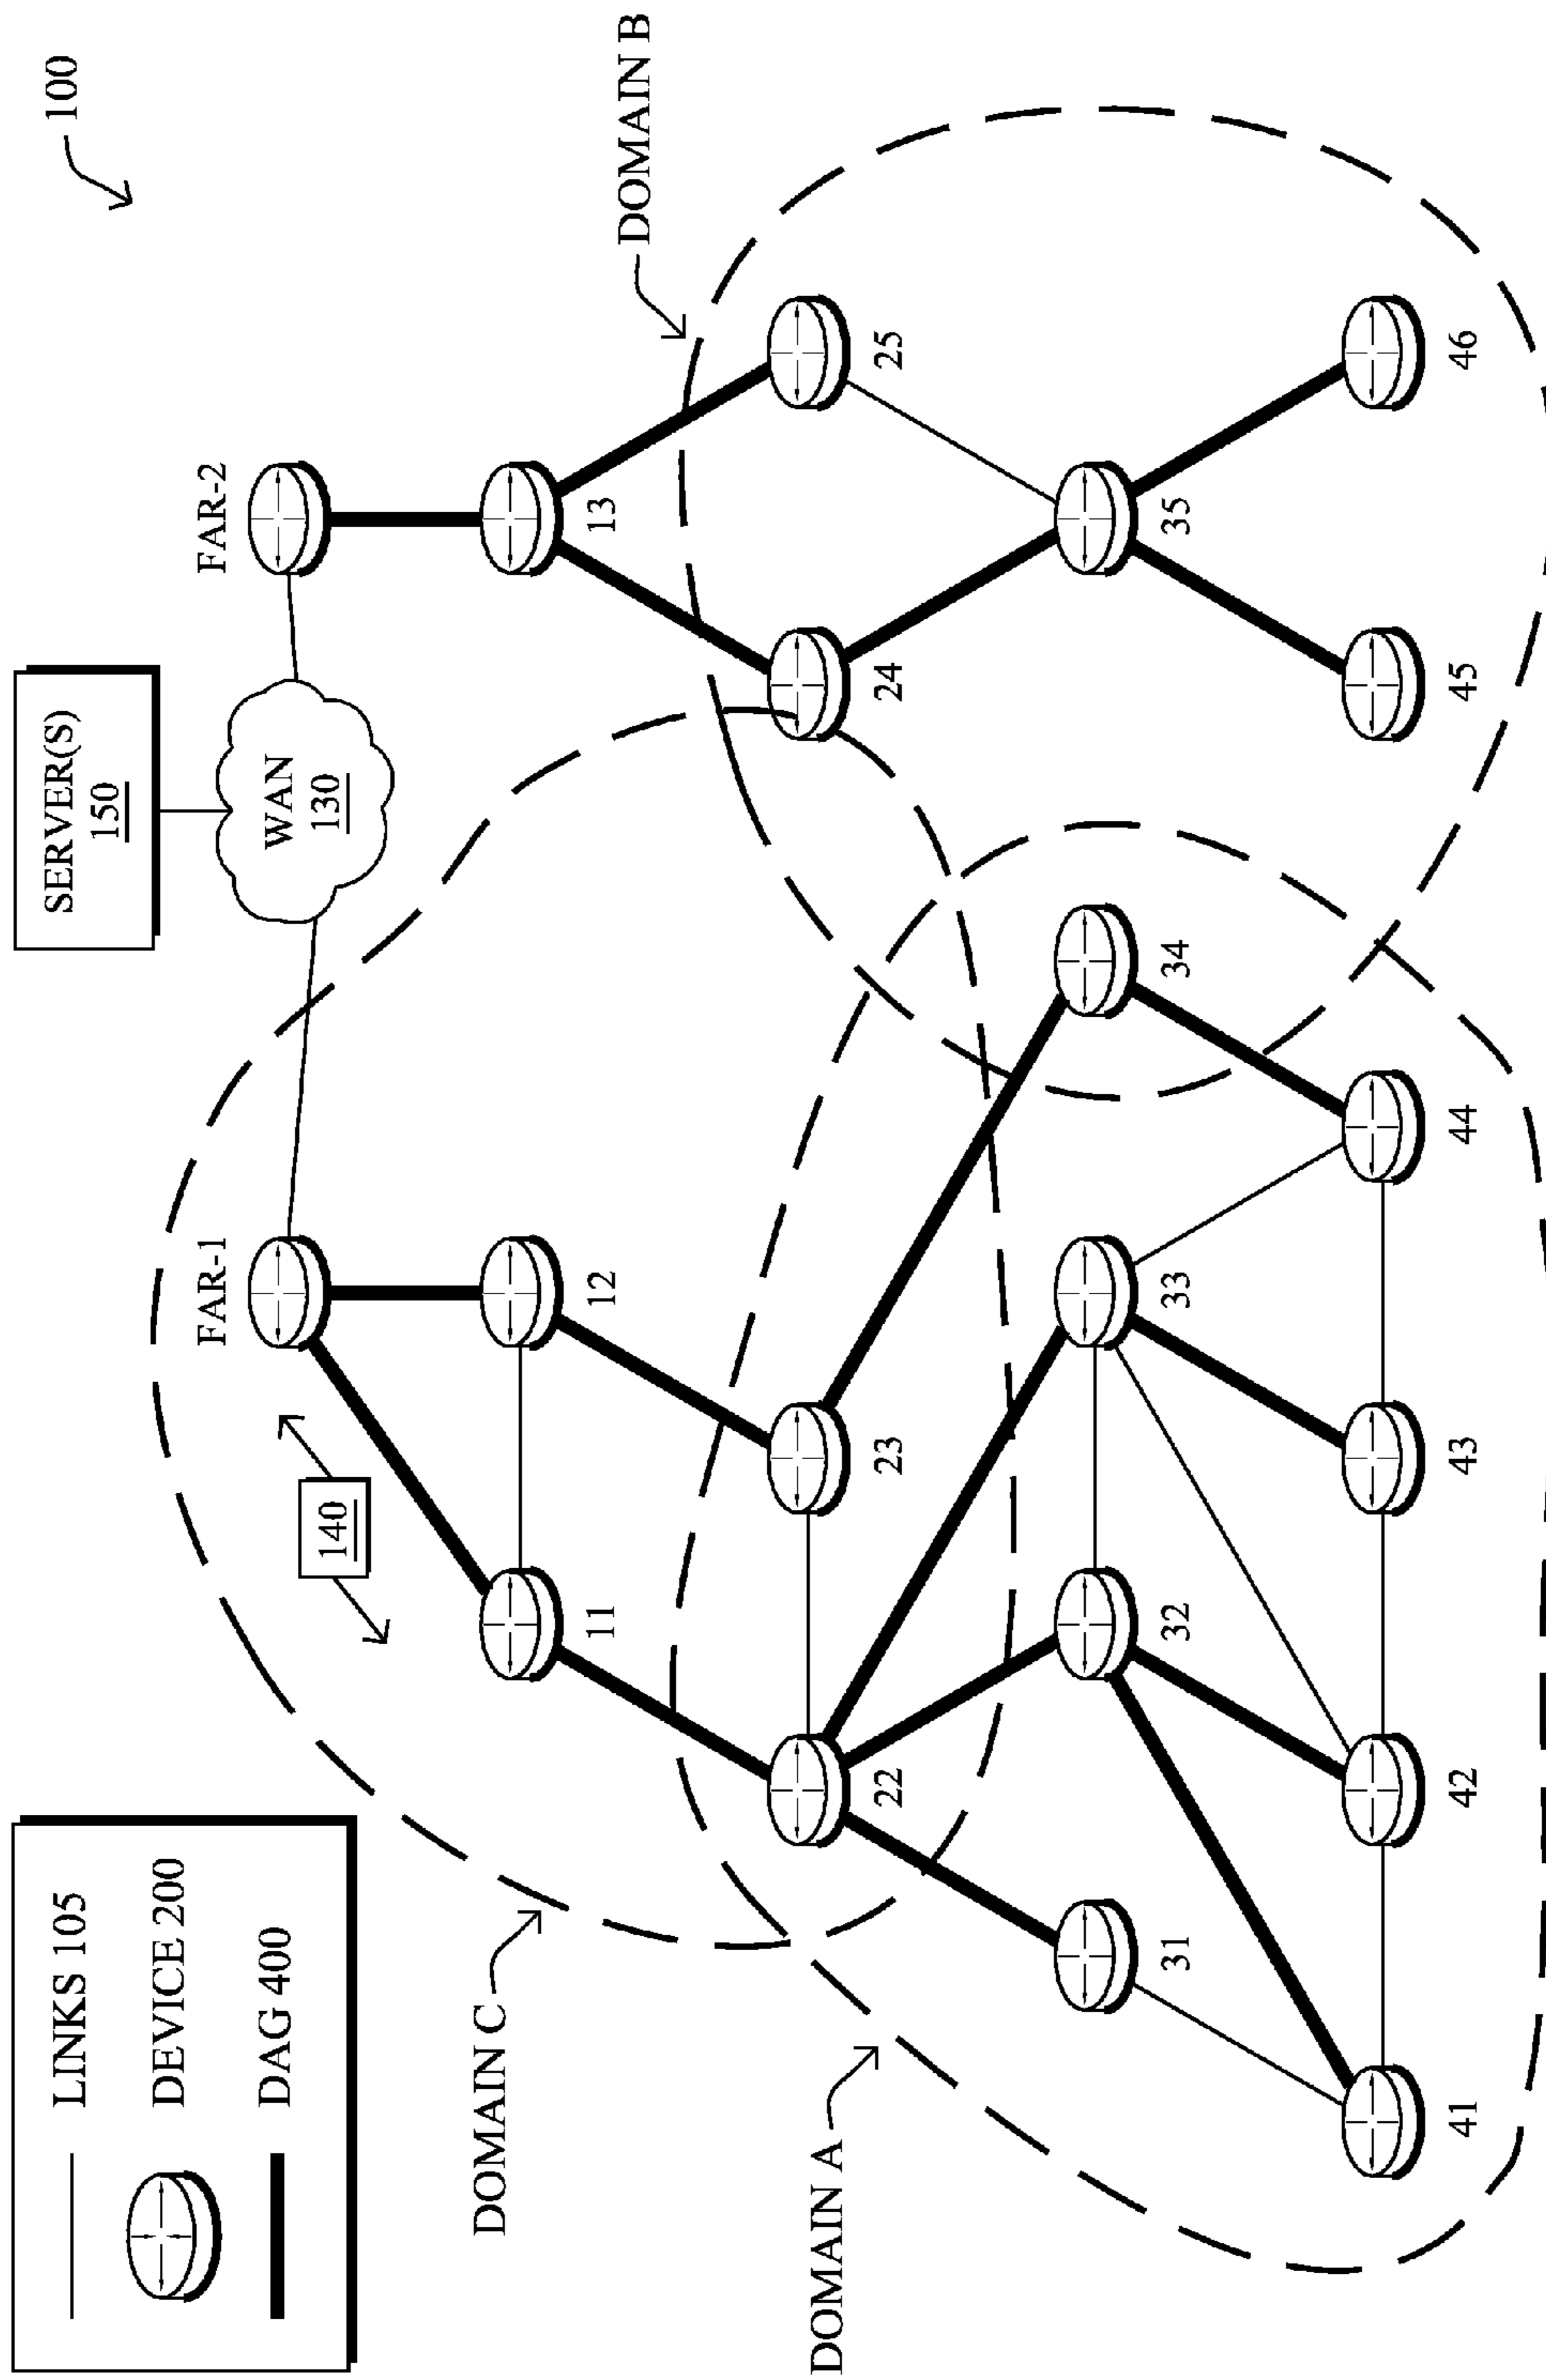 100
SERVER(S)
150
WAN
130
FAR-1
FAR-2
LINKS 105
DEVICE 200
DAG 400
140
DOMAIN C
DOMAIN B
DOMAIN A
11
12
13
22
23
24
25
31
32
33
34
35
41
42
43
44
45
46